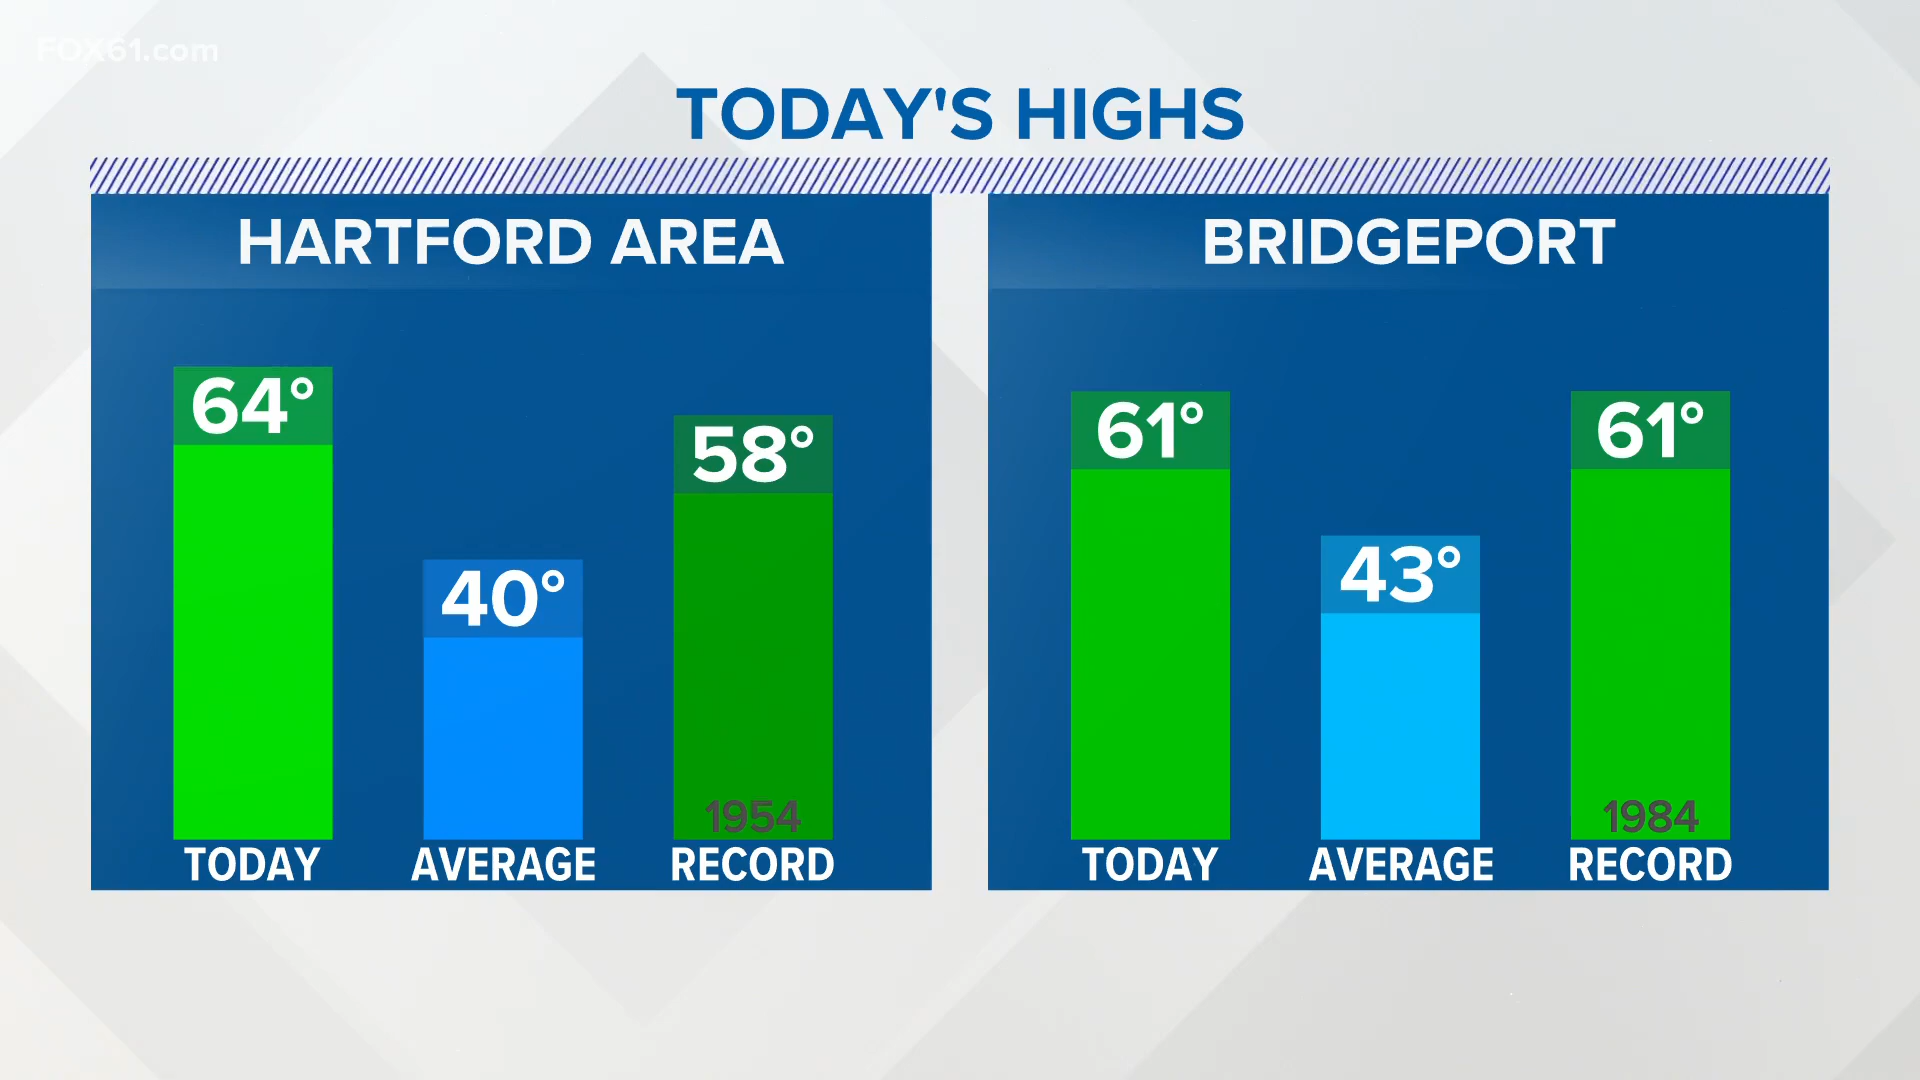 FOX61.com
TODAY'S HIGHS
HARTFORD AREA
64°
40°
58°
1954
TODAY AVERAGE RECORD
BRIDGEPORT
61°
43°
61°
1984
TODAY AVERAGE RECORD